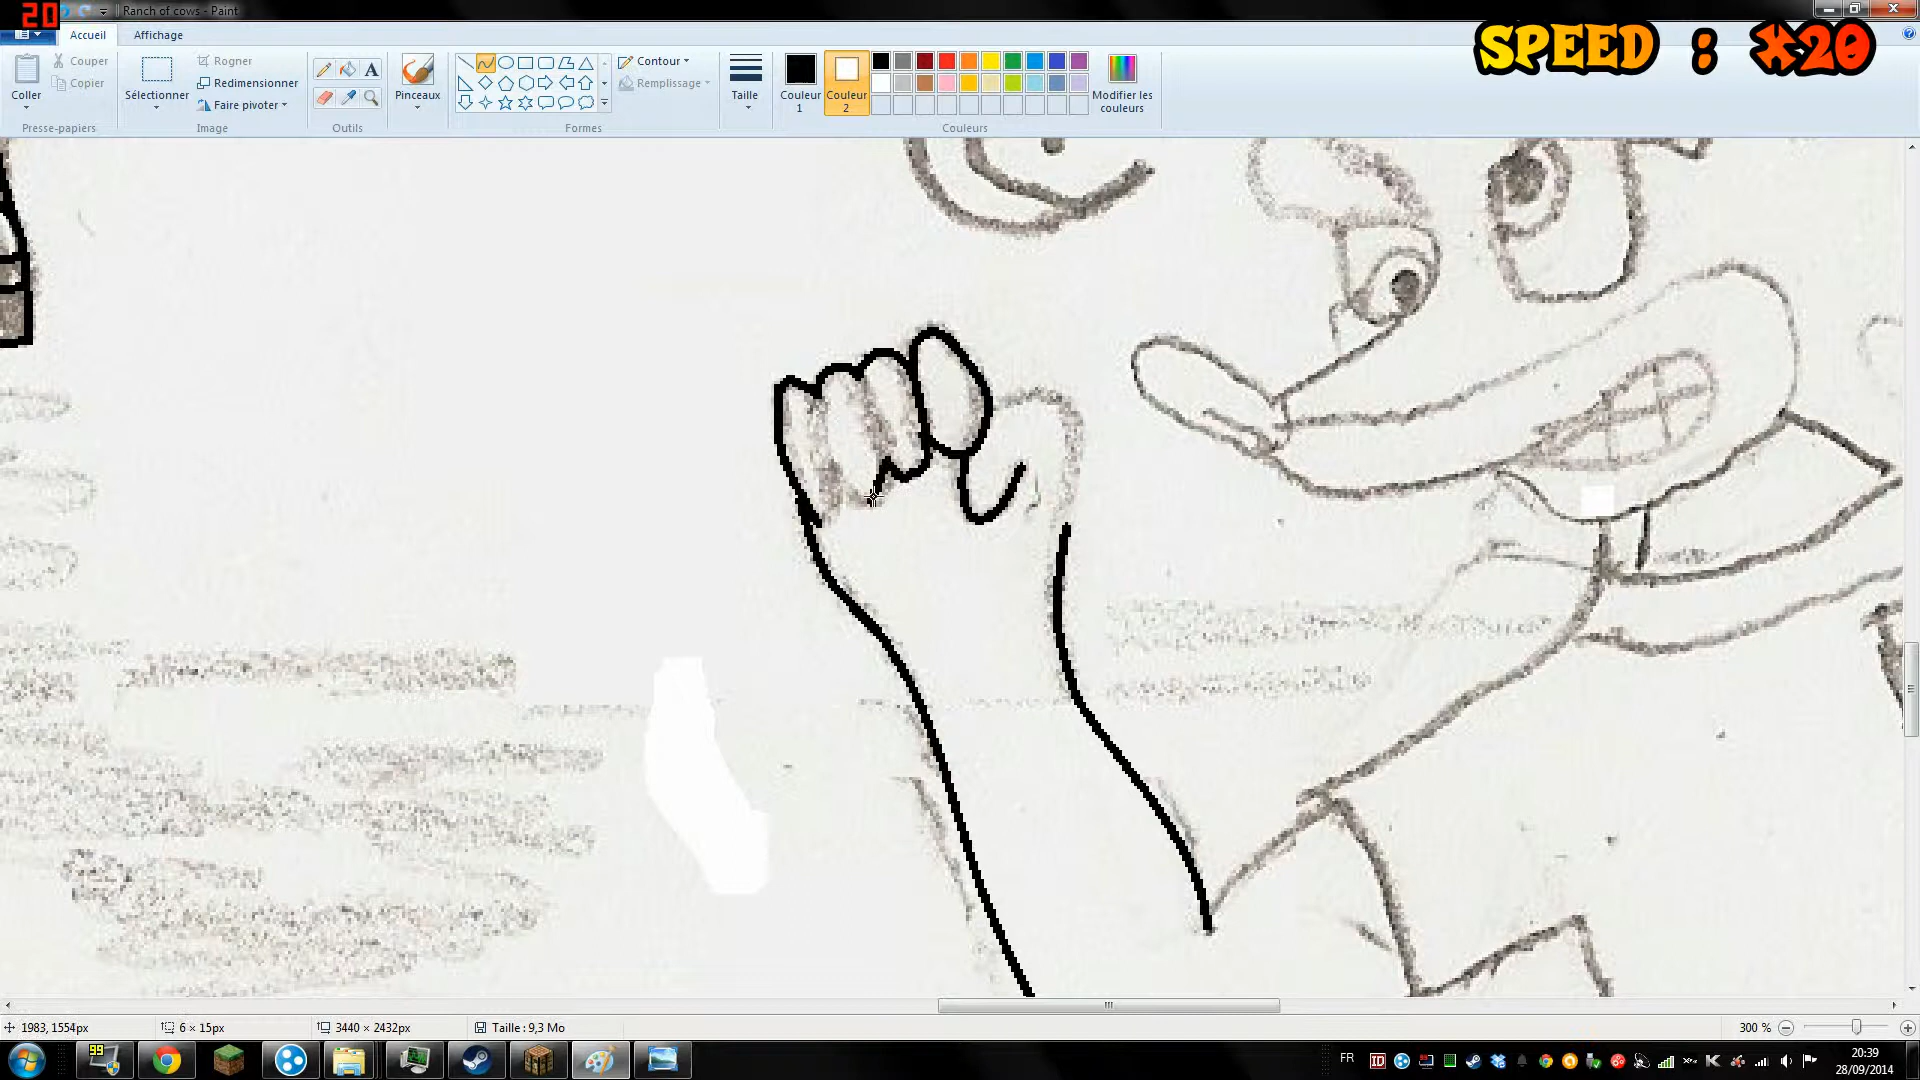 20
Ranch of cows - Paint
SPEED : *20
Accueil
Affichage
Coller
Couper
Copier
Presse-papiers
Sélectionner
Rogner
Redimensionner
Faire pivoter
Image
A
Outils
Pinceaux
Formes
Contour
Remplissage
Taille
Couleur
1
Couleur
2
Modifier les
couleurs
Couleurs
1983, 1554px
6 × 15px
3440 × 2432px
Taille : 9,3 Mo
300 %
99
FR
20:39
28/09/2014